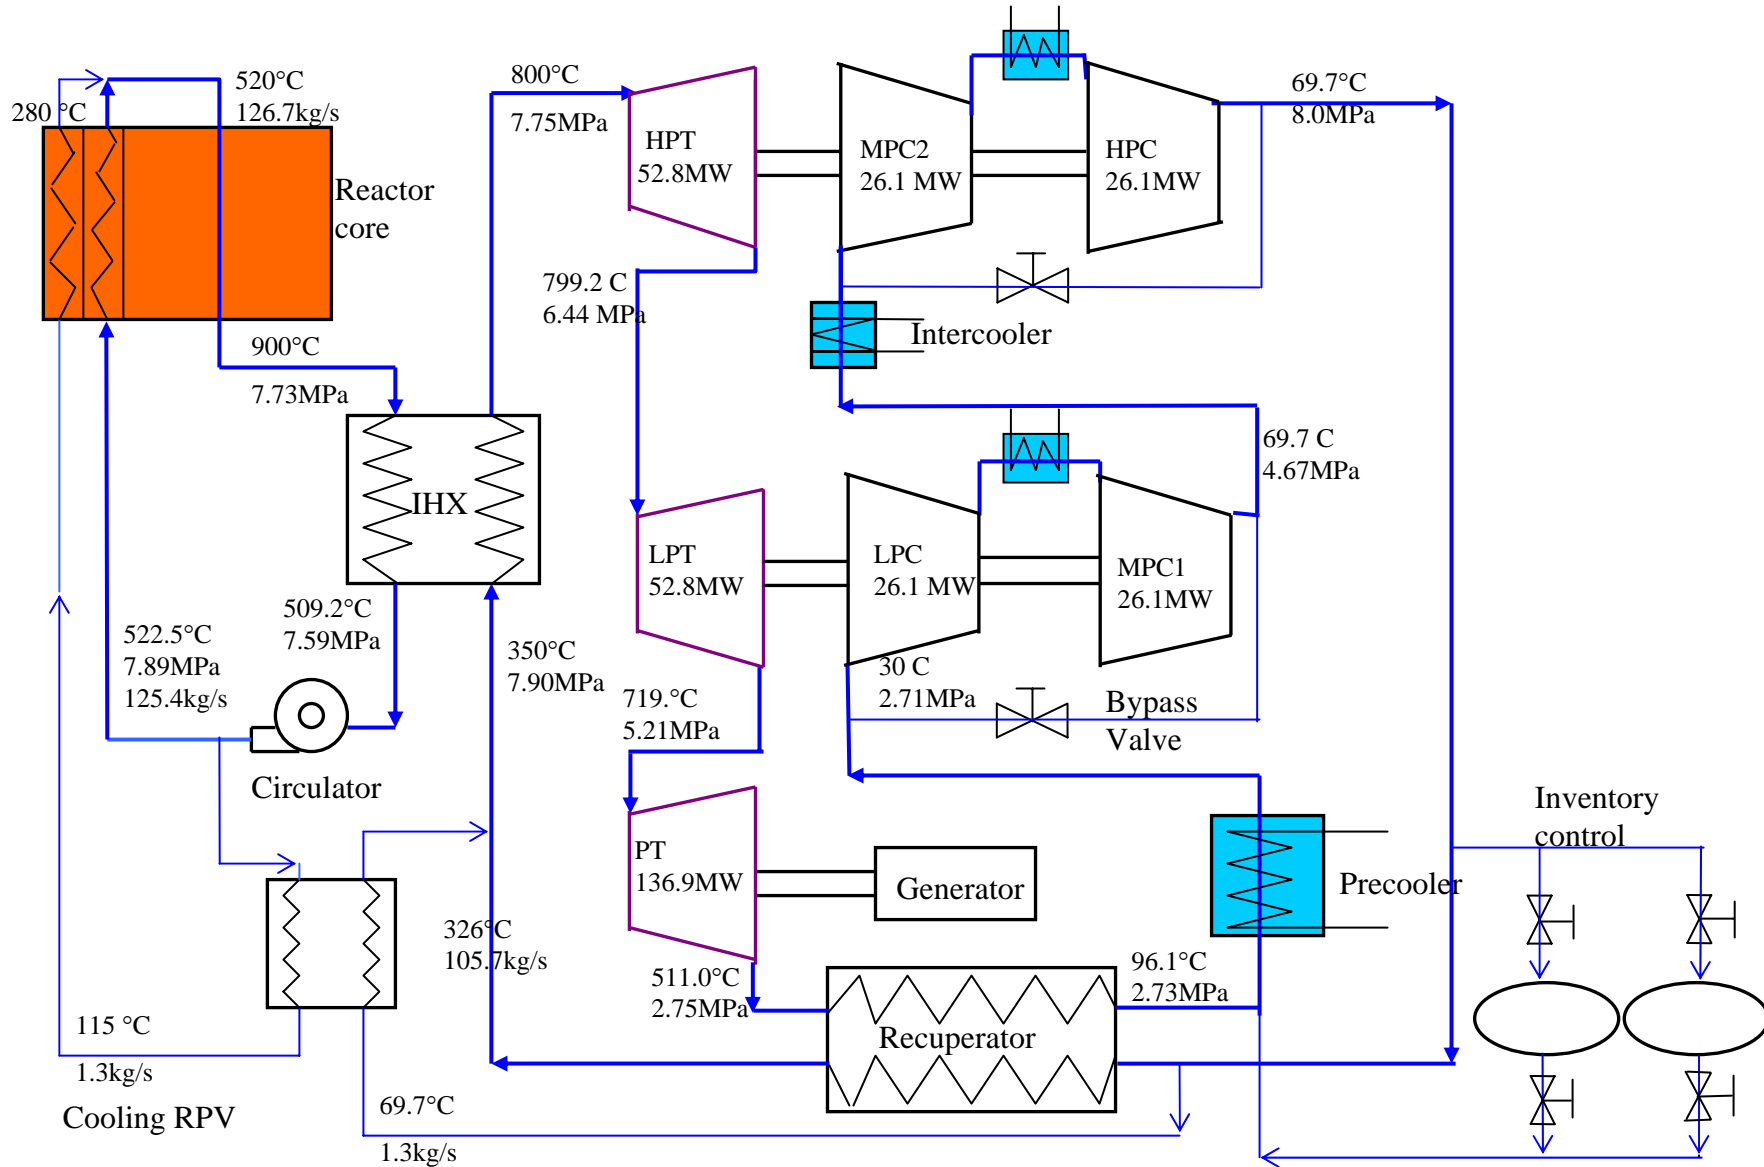 280 °C
520°C
126.7kg/s
Reactor
core
900°C
7.73MPa
IHX
509.2°C
7.59MPa
522.5°C
7.89MPa
125.4kg/s
Circulator
115 °C
1.3kg/s
Cooling RPV
69.7°C
1.3kg/s
326°C
105.7kg/s
350°C
7.90MPa
800°C
7.75MPa
HPT
52.8MW
MPC2
26.1 MW
HPC
26.1MW
69.7°C
8.0MPa
799.2 C
6.44 MPa
Intercooler
69.7 C
4.67MPa
LPT
52.8MW
LPC
26.1 MW
MPC1
26.1MW
30 C
2.71MPa
Bypass
Valve
719.°C
5.21MPa
PT
136.9MW
Generator
Precooler
Inventory
control
511.0°C
2.75MPa
96.1°C
2.73MPa
Recuperator